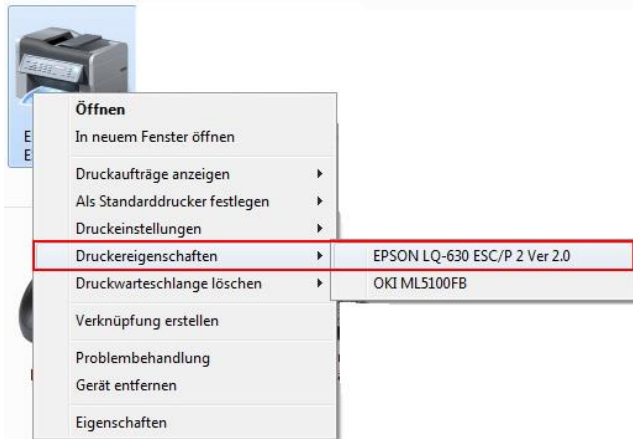 E
E
Öffnen
In neuem Fenster öffnen
Druckaufträge anzeigen
Als Standarddrucker festlegen
Druckeinstellungen
Druckereigenschaften
EPSON LQ-630 ESC/P 2 Ver 2.0
Druckwarteschlange löschen
OKI ML5100FB
Verknüpfung erstellen
Problembehandlung
Gerät entfernen
Eigenschaften